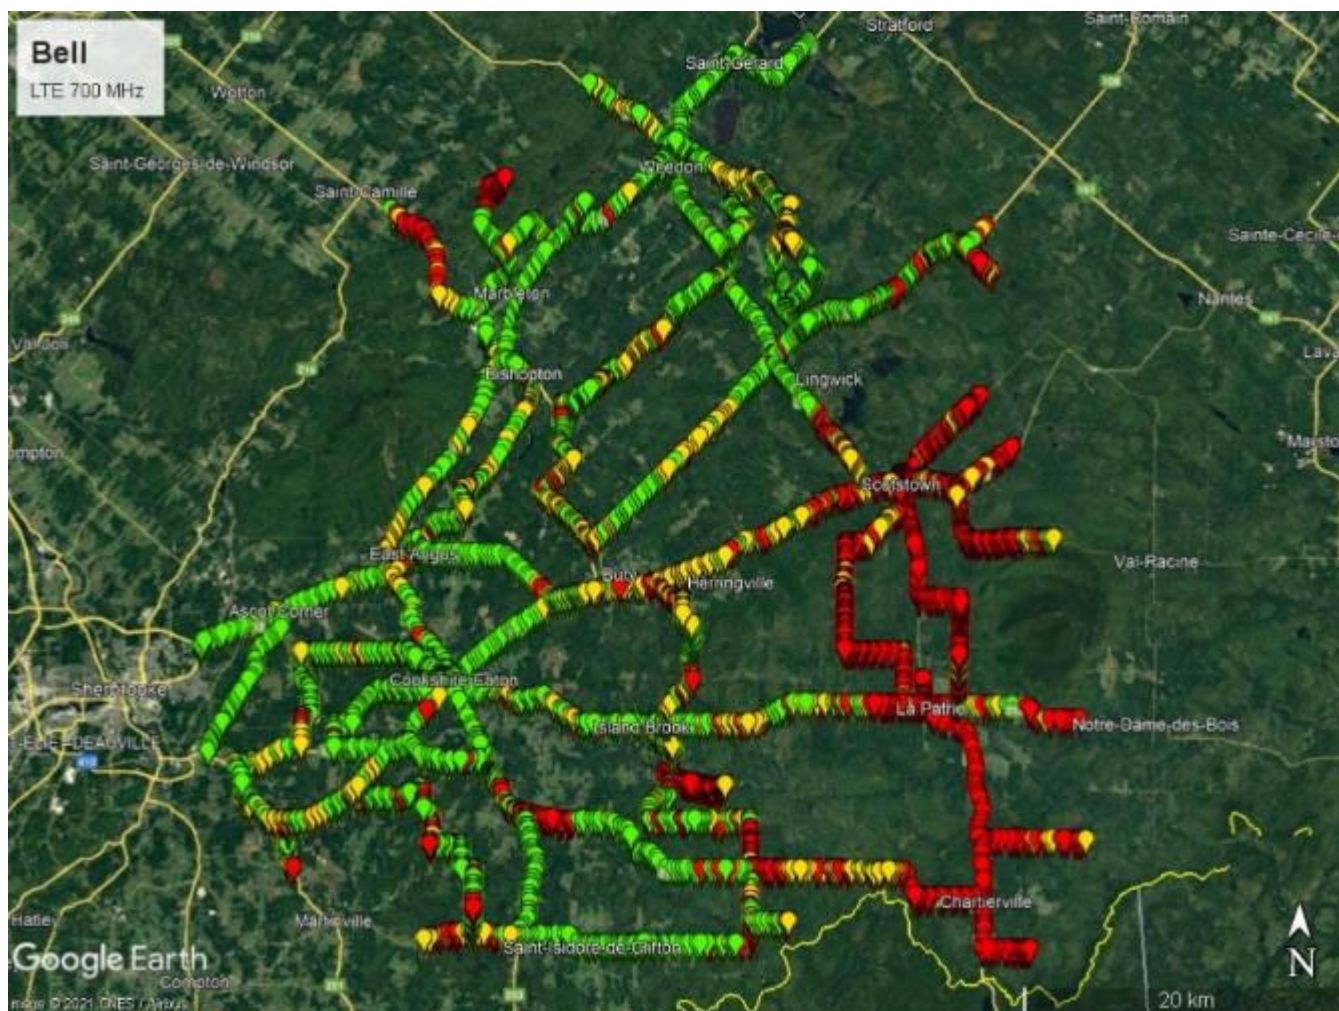 Bell
LTE 700 MHz
Stratford
Saint-Romain
Saint-Gérard
Wotton
Saint-Georges-de-Windsor
Weedon
Saint-Camille
Sainte-Cécile-
Marbleton
Nantes
Bishopton
Lingwick
Scotstown
East Angus
Bury
Herringville
Val-Racine
Ascot Corner
Sherbrooke
Cookshire-Eaton
Island Brook
La Patrie
Notre-Dame-des-Bois
Chartierville
Martinville
Hatley
Saint-Isidore-de-Clifton
Google Earth
Compton
N
20 km